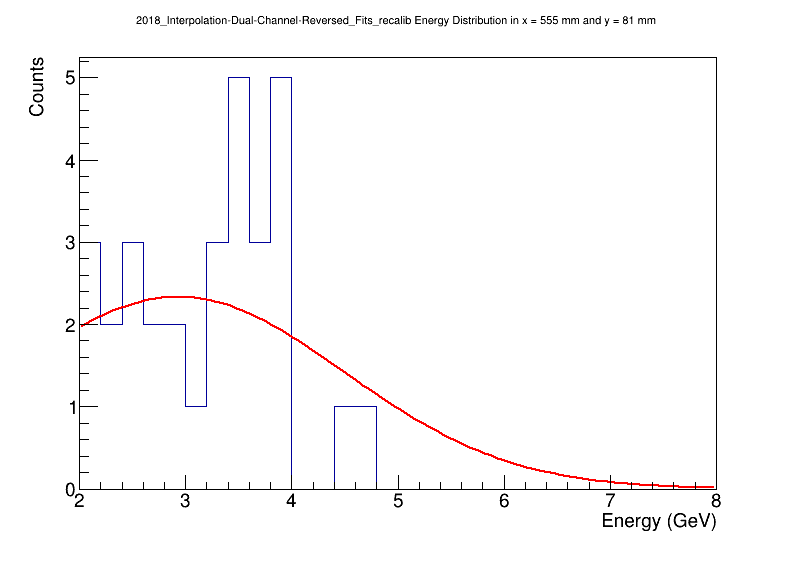 2018_Interpolation-Dual-Channel-Reversed_Fits_recalib Energy Distribution in x = 555 mm and y = 81 mm
Counts
5
4
3
2
1
0
2 3 4 5 6 7 8
Energy (GeV)